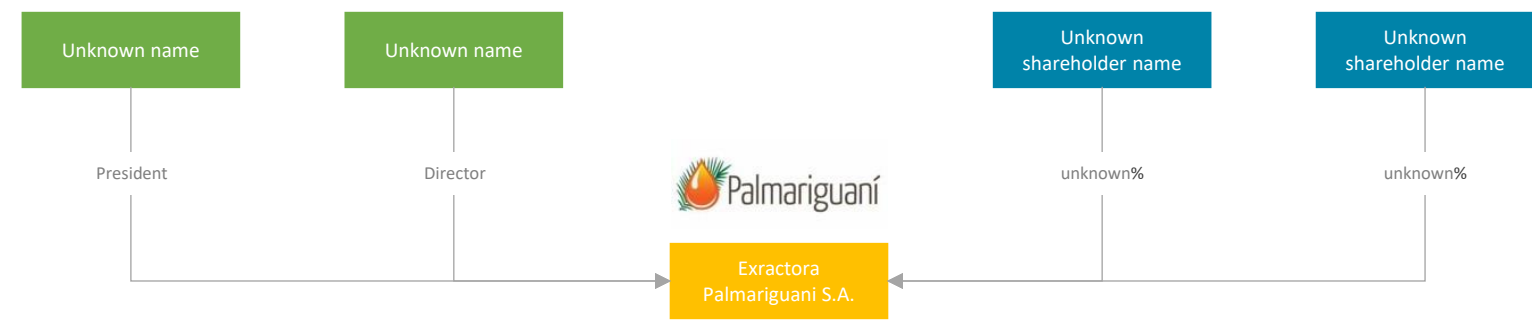 Unknown name
Unknown name
Unknown
shareholder name
Unknown
shareholder name
President
Director
unknown%
unknown%
Palmariguaní
Exractora
Palmariguani S.A.